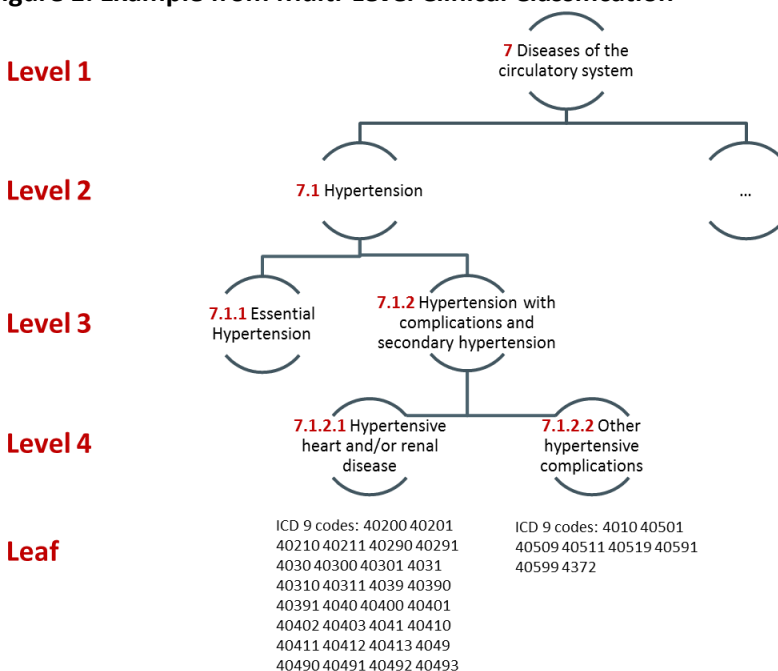 Level 1
7 Diseases of the
circulatory system
Level 2
7.1 Hypertension
...
Level 3
7.1.1 Essential
Hypertension
7.1.2 Hypertension with
complications and
secondary hypertension
Level 4
7.1.2.1 Hypertensive
heart and/or renal
disease
7.1.2.2 Other
hypertensive
complications
Leaf
ICD 9 codes: 40200 40201
40210 40211 40290 40291
4030 40300 40301 4031
40310 40311 4039 40390
40391 4040 40400 40401
40402 40403 4041 40410
40411 40412 40413 4049
40490 40491 40492 40493
ICD 9 codes: 4010 40501
40509 40511 40519 40591
40599 4372